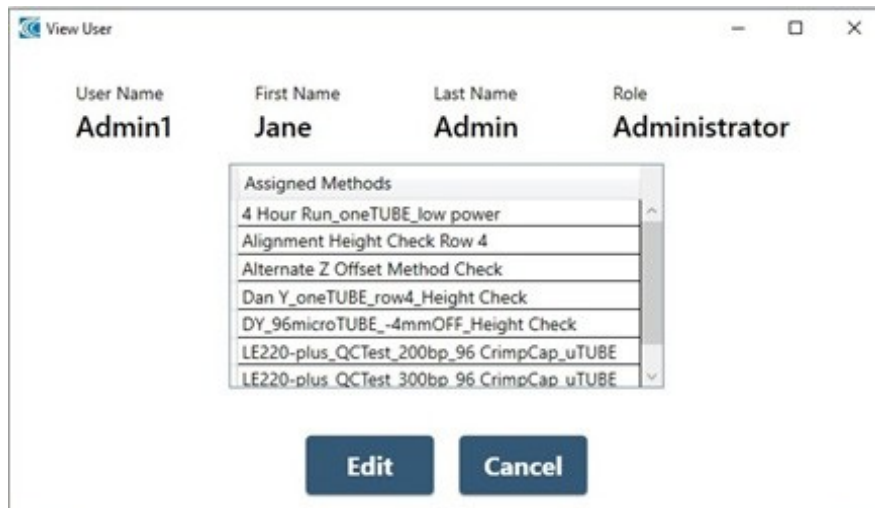 View User
User Name First Name Last Name Role
Admin1 Jane Admin Administrator
Assigned Methods
4 Hour Run_oneTUBE_low power
Alignment Height Check Row 4
Alternate Z Offset Method Check
Dan Y_oneTUBE_row4_Height Check
DY_96microTUBE_-4mmOFF_Height Check
LE220-plus_QCTest_200bp_96 CrimpCap_uTUBE
LE220-plus_QCTest_300bp_96 CrimpCap_uTUBE
Edit Cancel